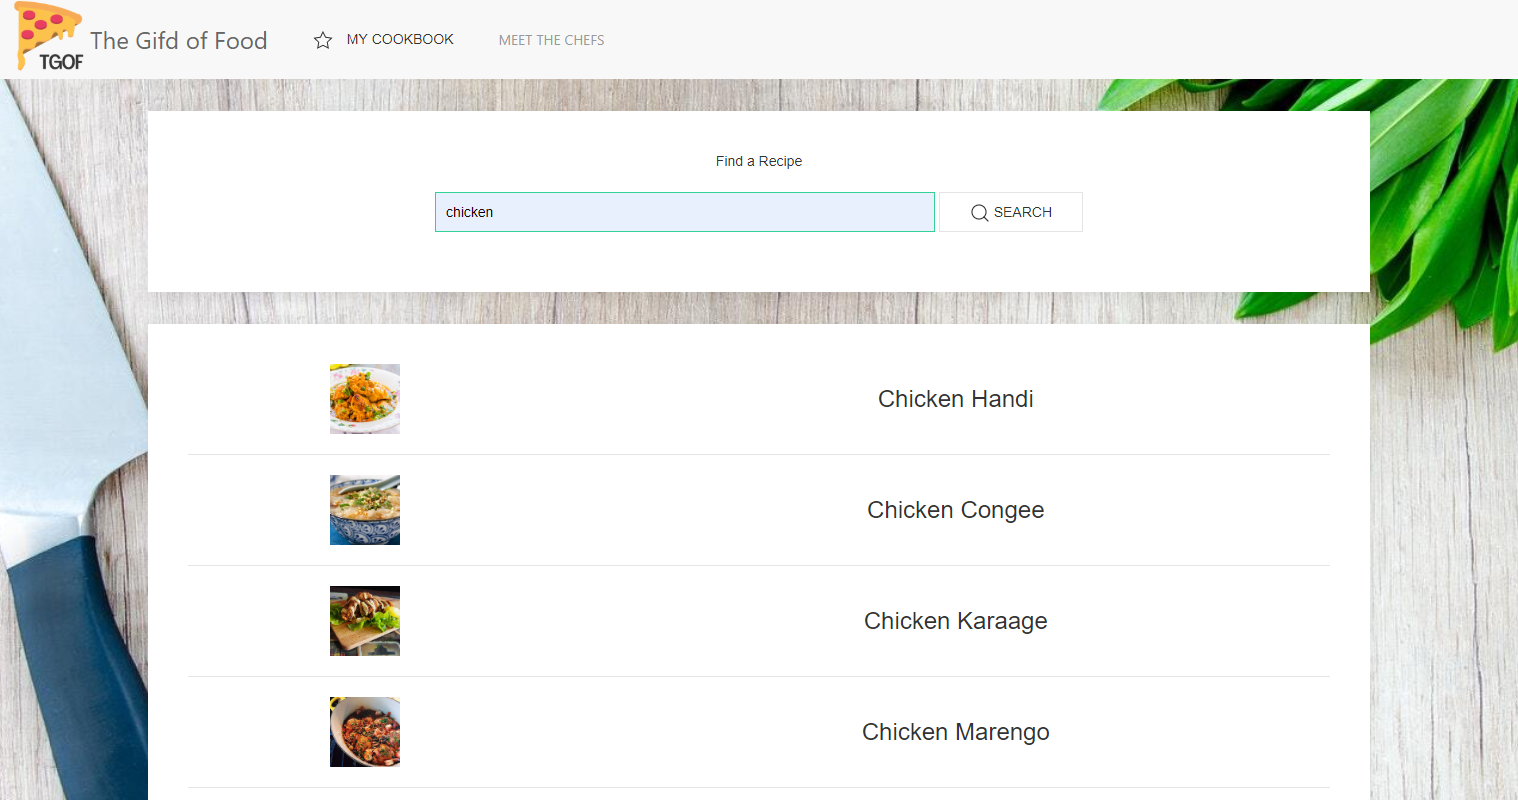 TGOF
The Gifd of Food
MY COOKBOOK
MEET THE CHEFS
Find a Recipe
chicken
SEARCH
Chicken Handi
Chicken Congee
Chicken Karaage
Chicken Marengo